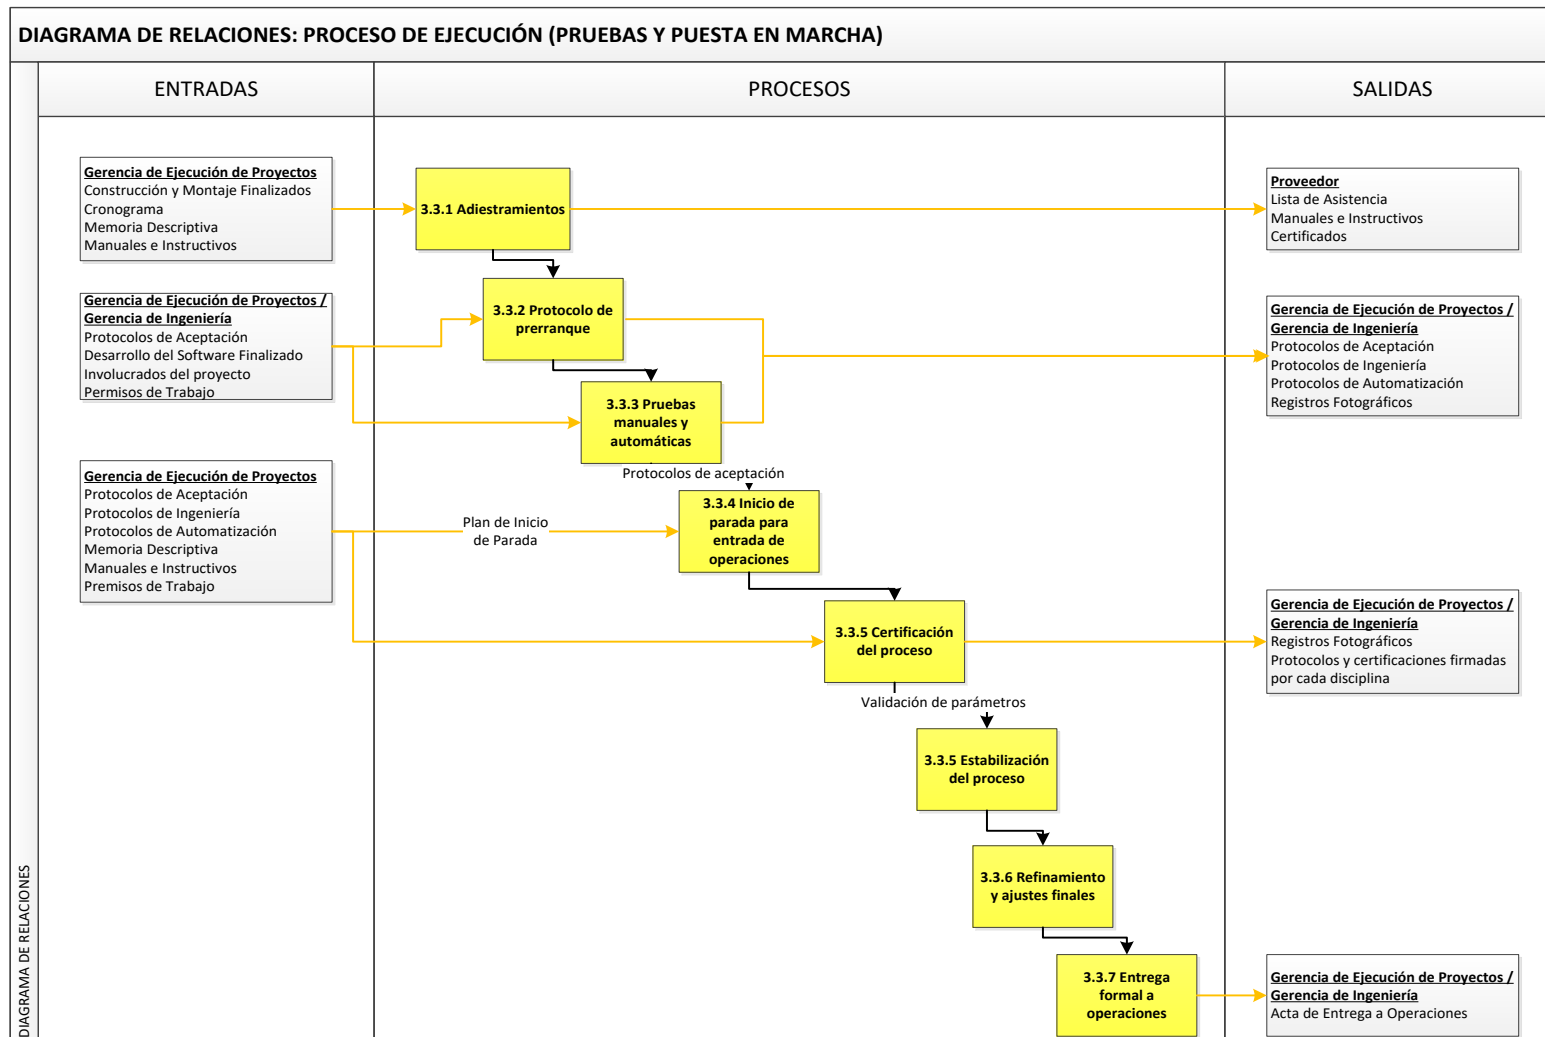 DIAGRAMA DE RELACIONES: PROCESO DE EJECUCIÓN (PRUEBAS Y PUESTA EN MARCHA)
ENTRADAS
PROCESOS
SALIDAS
Gerencia de Ejecución de Proyectos
Construcción y Montaje Finalizados
Cronograma
Memoria Descriptiva
Manuales e Instructivos
3.3.1 Adiestramientos
Proveedor
Lista de Asistencia
Manuales e Instructivos
Certificados
Gerencia de Ejecución de Proyectos /
Gerencia de Ingeniería
Protocolos de Aceptación
Desarrollo del Software Finalizado
Involucrados del proyecto
Permisos de Trabajo
3.3.2 Protocolo de
prerranque
3.3.3 Pruebas
manuales y
automáticas
Gerencia de Ejecución de Proyectos /
Gerencia de Ingeniería
Protocolos de Aceptación
Protocolos de Ingeniería
Protocolos de Automatización
Registros Fotográficos
Protocolos de aceptación
Gerencia de Ejecución de Proyectos
Protocolos de Aceptación
Protocolos de Ingeniería
Protocolos de Automatización
Memoria Descriptiva
Manuales e Instructivos
Premisos de Trabajo
Plan de Inicio
de Parada
3.3.4 Inicio de
parada para
entrada de
operaciones
3.3.5 Certificación
del proceso
Gerencia de Ejecución de Proyectos /
Gerencia de Ingeniería
Registros Fotográficos
Protocolos y certificaciones firmadas
por cada disciplina
Validación de parámetros
3.3.5 Estabilización
del proceso
3.3.6 Refinamiento
y ajustes finales
3.3.7 Entrega
formal a
operaciones
Gerencia de Ejecución de Proyectos /
Gerencia de Ingeniería
Acta de Entrega a Operaciones
DIAGRAMA DE RELACIONES